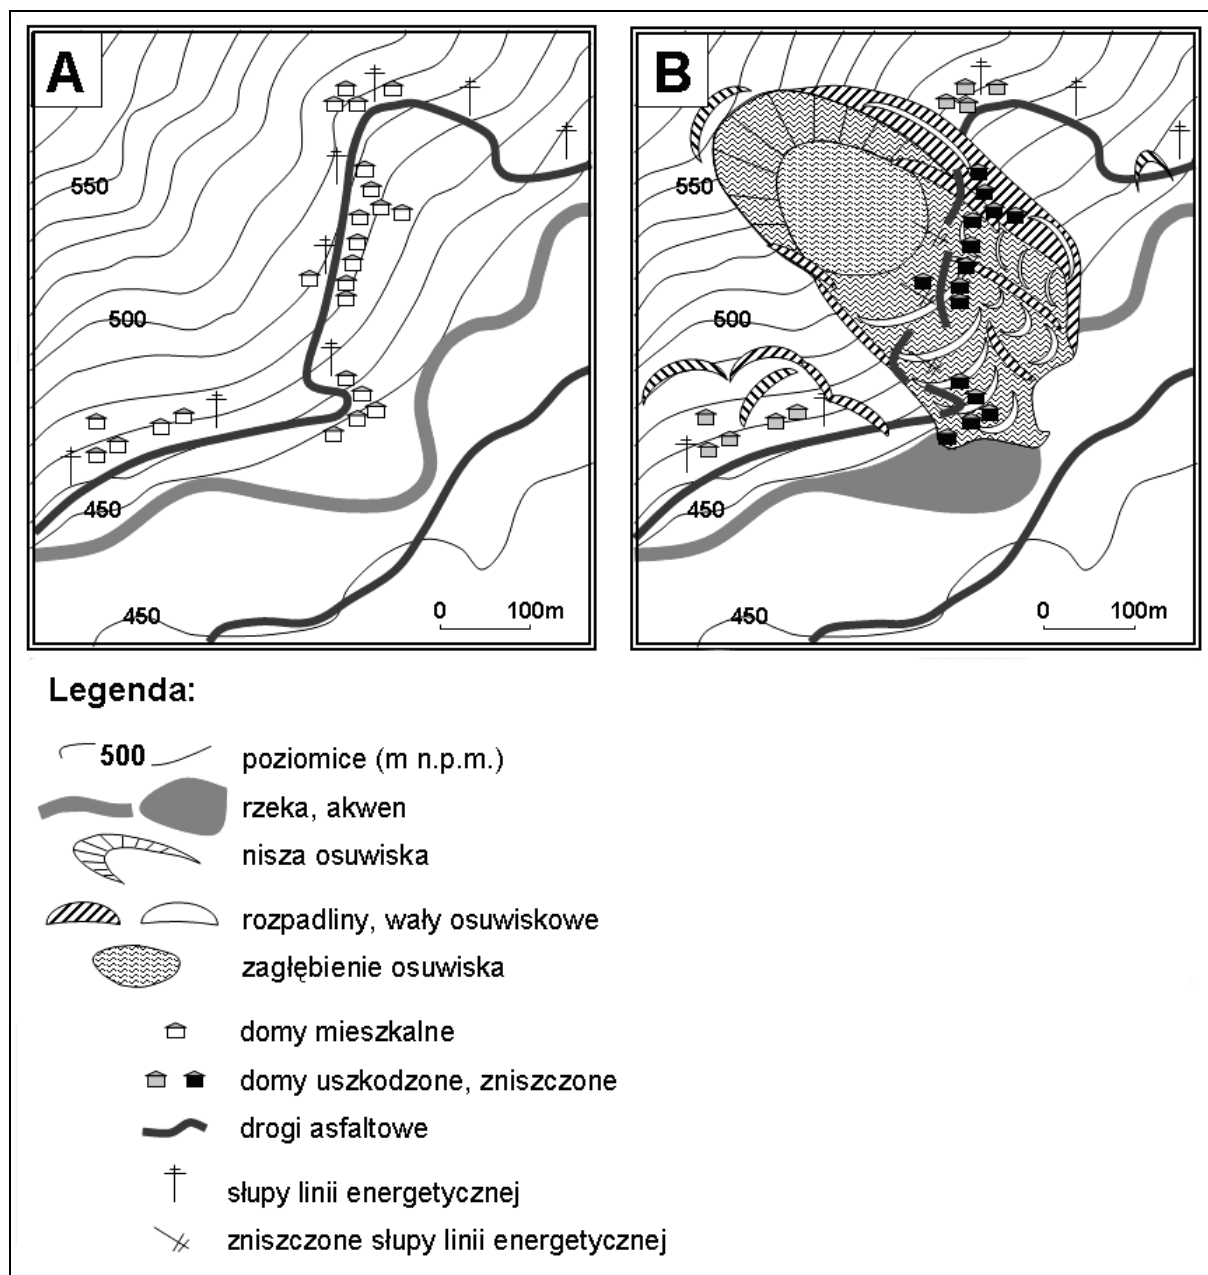 A
550
500
450
450
0 100m
B
550
500
450
450
0 100m
Legenda:
500 poziomice (m n.p.m.)
rzeka, akwen
nisza osuwiska
rozpadliny, wały osuwiskowe
zagłębienie osuwiska
domy mieszkalne
domy uszkodzone, zniszczone
drogi asfaltowe
słupy linii energetycznej
zniszczone słupy linii energetycznej